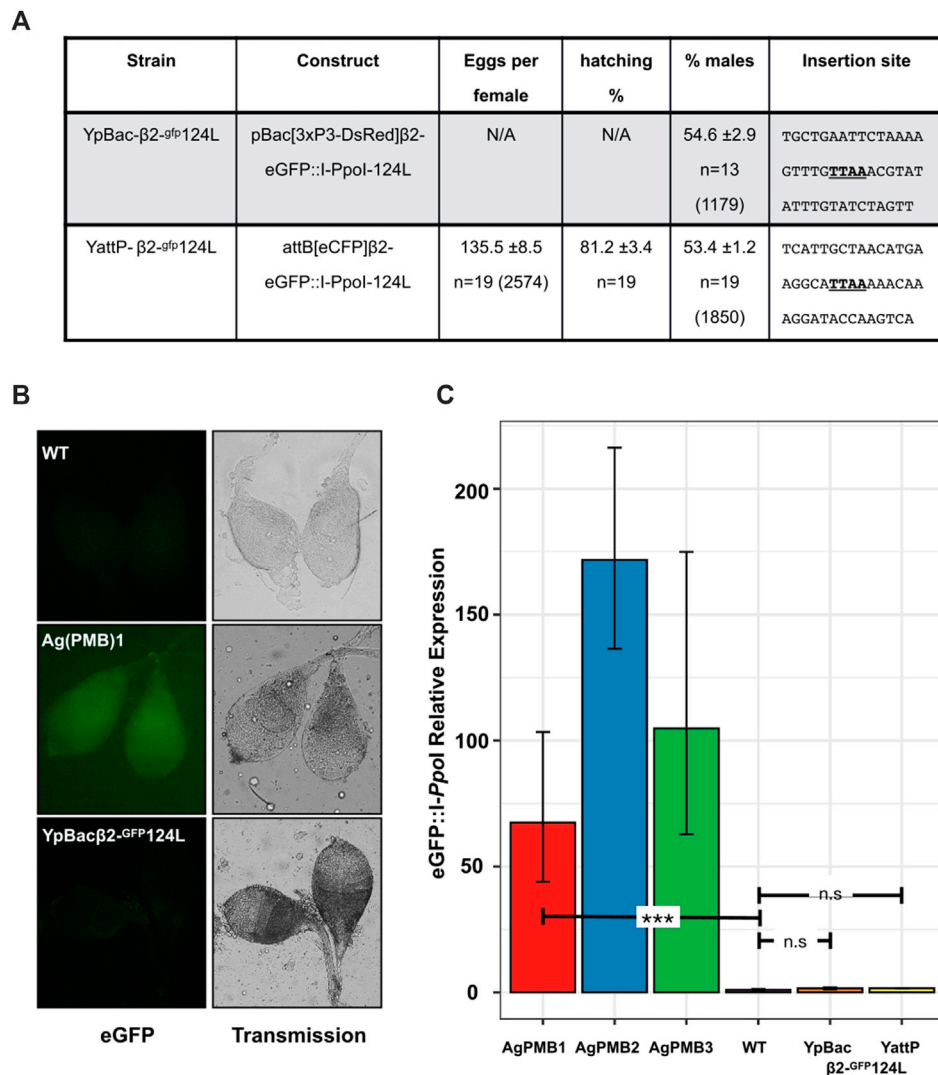 A
Strain Construct Eggs per hatching % males Insertion site
female %
YpBac-β2-gfp124L pBac[3xP3-DsRed]β2- N/A N/A 54.6 ±2.9 TGCTGAATTCTAAAA
eGFP::I-PpoI-124L n=13 GTTTGTTAAACGTAT
(1179) ATTTGTATCTAGTT
YattP- β2-gfp124L attB[eCFP]β2- 135.5 ±8.5 81.2 ±3.4 53.4 ±1.2 TCATTGCTAACATGA
eGFP::I-PpoI-124L n=19 (2574) n=19 n=19 AGGCATTAAAAACAA
(1850) AGGATACCAAGTCA
B
WT
Ag(PMB)1
YpBacβ2-GFP124L
eGFP Transmission
C
eGFP::I-PpoI Relative Expression
200
150
100
50
0
n.s
***
n.s
AgPMB1 AgPMB2 AgPMB3 WT YpBac YattP
β2-GFP124L